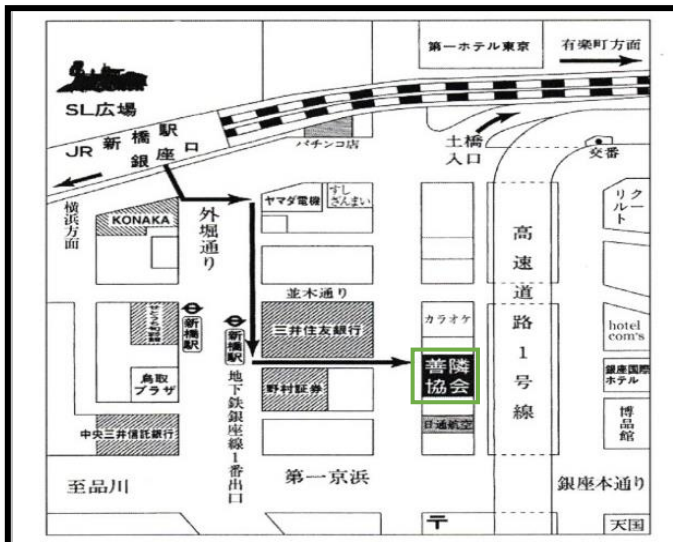 第一ホテル東京
有楽町方面
SL広場
JR新橋駅
銀座口
パチンコ店
土橋
入口
交番
横浜方面
KONAKA
外堀通り
ヤマダ電機
すし
ざんまい
高速道路1号線
リクルート
並木通り
新橋駅
新橋駅
三井住友銀行
カラオケ
hotel
com's
鳥取
プラザ
地下鉄銀座線1番出口
野村証券
善隣
協会
銀座国際
ホテル
中央三井信託銀行
日通航空
博品館
至品川
第一京浜
銀座本通り
〒
天国